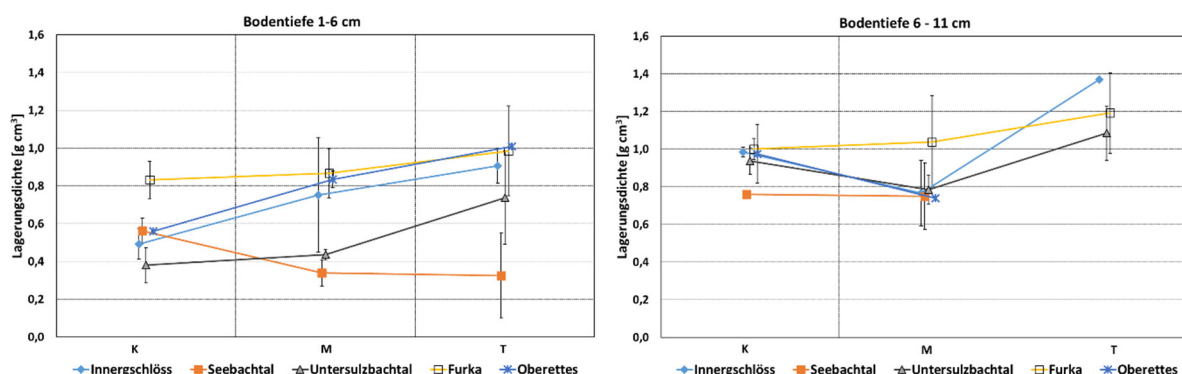 Bodentiefe 1-6 cm
Lagerungsdichte [g cm³]
1,6
1,4
1,2
1,0
0,8
0,6
0,4
0,2
0,0
K M T
Innergschlöss Seebachtal Untersulzbachtal Furka Oberettes
Bodentiefe 6 - 11 cm
Lagerungsdichte [g cm³]
1,6
1,4
1,2
1,0
0,8
0,6
0,4
0,2
0,0
K M T
Innergschlöss Seebachtal Untersulzbachtal Furka Oberettes